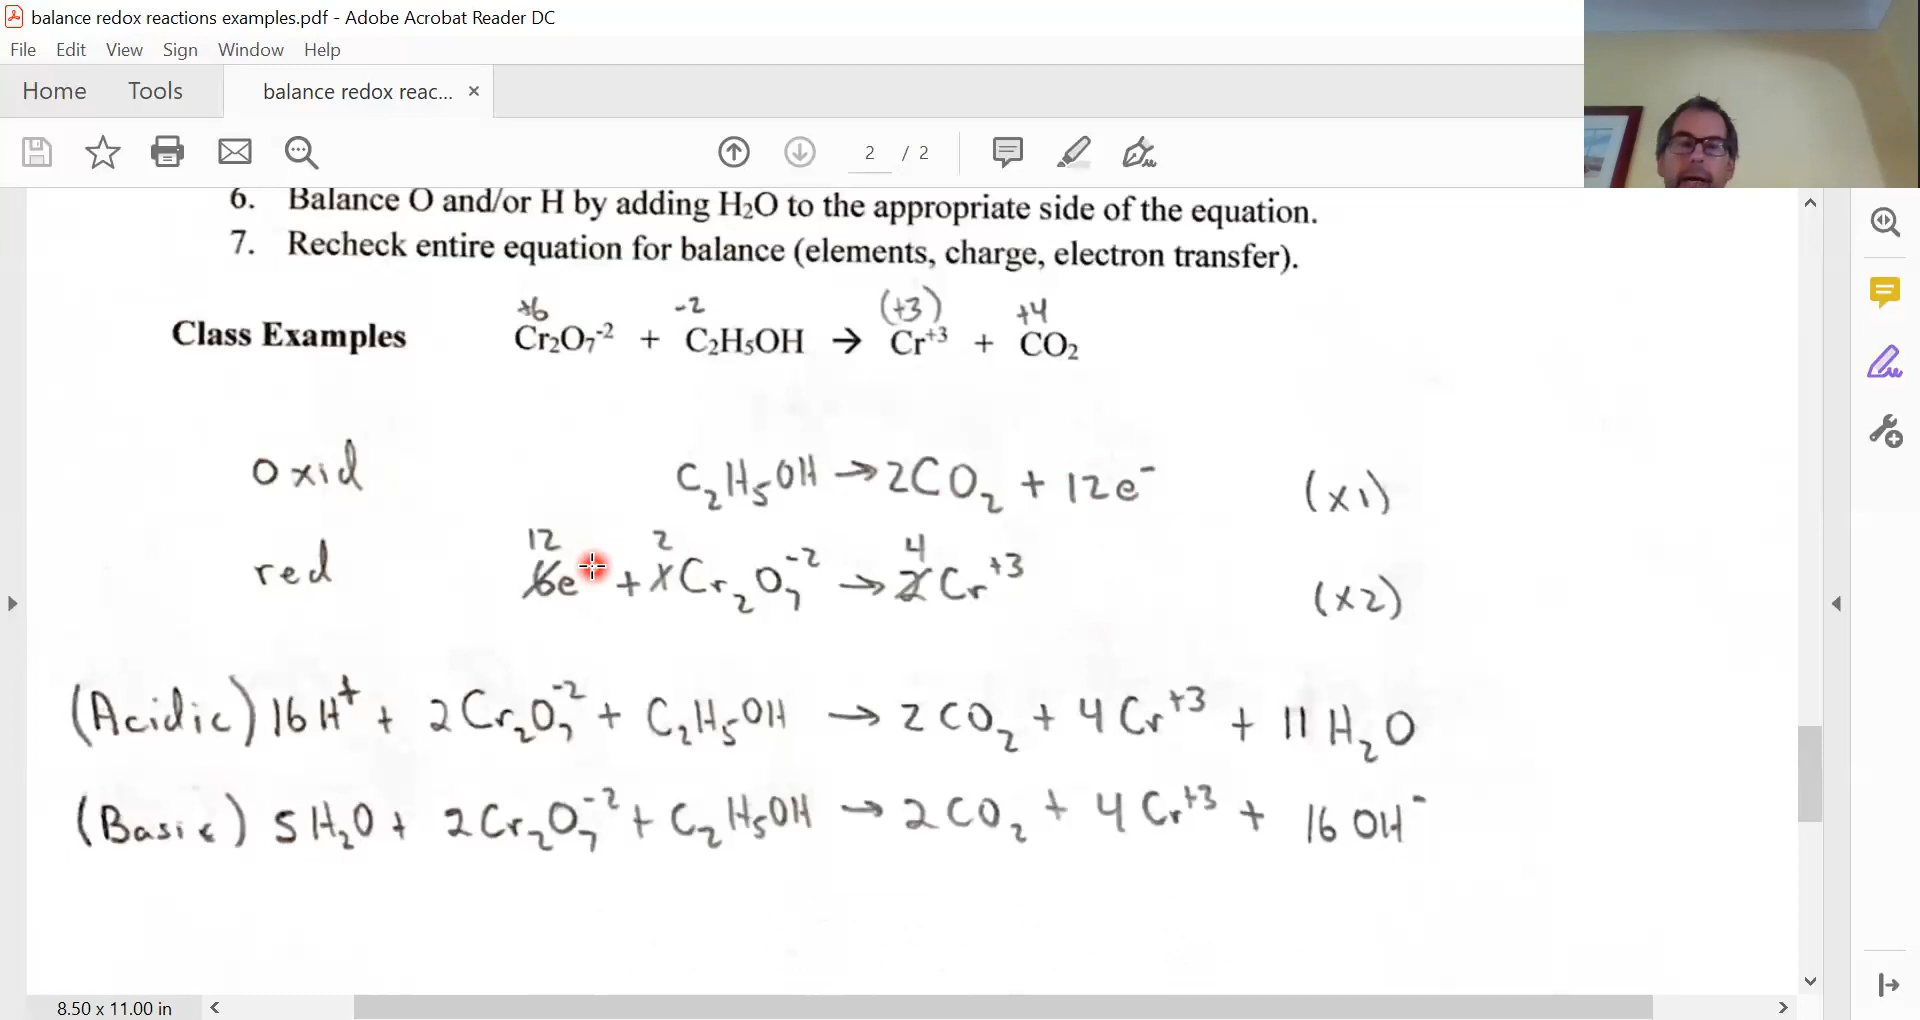 balance redox reactions examples.pdf - Adobe Acrobat Reader DC
File Edit View Sign Window Help
Home Tools balance redox reac... ×
2 / 2
6. Balance O and/or H by adding H₂O to the appropriate side of the equation.
7. Recheck entire equation for balance (elements, charge, electron transfer).
+6 -2 (+3) +4
Class Examples Cr₂O₇⁻² + C₂H₅OH → Cr⁺³ + CO₂
oxid C₂H₅OH → 2CO₂ + 12e⁻ (x1)
12 2 4
red 6e + 1Cr₂O₇⁻² → 2Cr⁺³ (x2)
(Acidic) 16H⁺ + 2Cr₂O₇⁻² + C₂H₅OH → 2CO₂ + 4Cr⁺³ + 11H₂O
(Basic) 5H₂O + 2Cr₂O₇⁻² + C₂H₅OH → 2CO₂ + 4Cr⁺³ + 16OH⁻
8.50 x 11.00 in